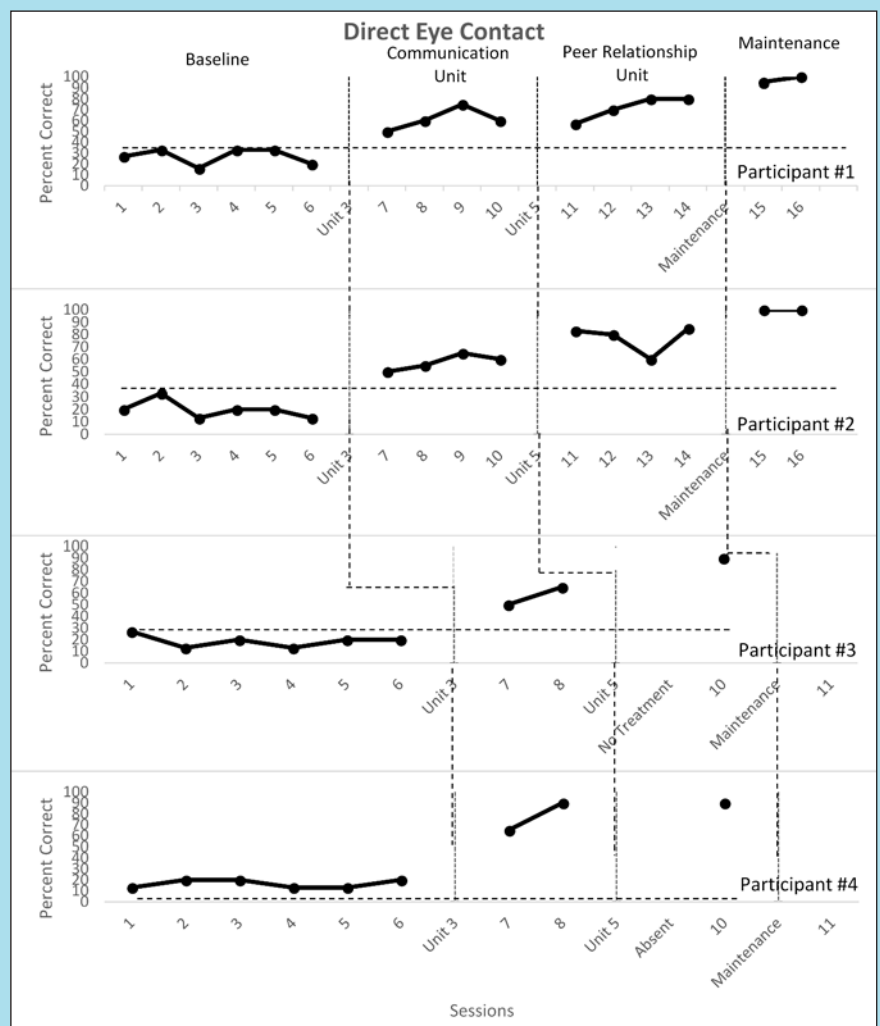 Direct Eye Contact
Baseline
Communication
Unit
Peer Relationship
Unit
Maintenance
Percent Correct
100
90
80
70
60
50
40
30
20
10
0
Participant #1
1 2 3 4 5 6 Unit 3 7 8 9 10 Unit 5 11 12 13 14 Maintenance 15 16
Percent Correct
100
90
80
70
60
50
40
30
20
10
0
Participant #2
1 2 3 4 5 6 Unit 3 7 8 9 10 Unit 5 11 12 13 14 Maintenance 15 16
Percent Correct
100
90
80
70
60
50
40
30
20
10
0
Participant #3
1 2 3 4 5 6 Unit 3 7 8 Unit 5 No Treatment 10 Maintenance 11
Percent Correct
100
90
80
70
60
50
40
30
20
10
0
Participant #4
1 2 3 4 5 6 Unit 3 7 8 Unit 5 Absent 10 Maintenance 11
Sessions